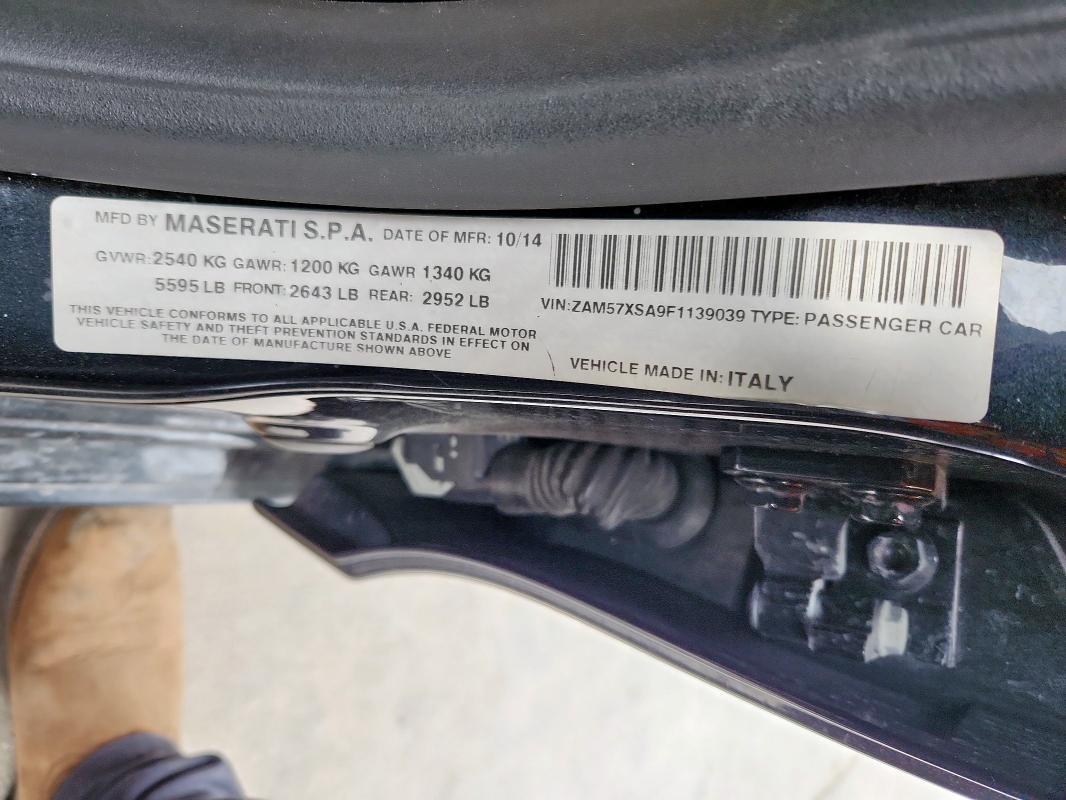 MFD BY MASERATI S.P.A. DATE OF MFR: 10/14
GVWR:2540 KG GAWR:1200 KG GAWR 1340 KG
5595 LB FRONT:2643 LB REAR: 2952 LB
THIS VEHICLE CONFORMS TO ALL APPLICABLE U.S.A. FEDERAL MOTOR
VEHICLE SAFETY AND THEFT PREVENTION STANDARDS IN EFFECT ON
THE DATE OF MANUFACTURE SHOWN ABOVE
VIN:ZAM57XSA9F1139039 TYPE: PASSENGER CAR
VEHICLE MADE IN: ITALY